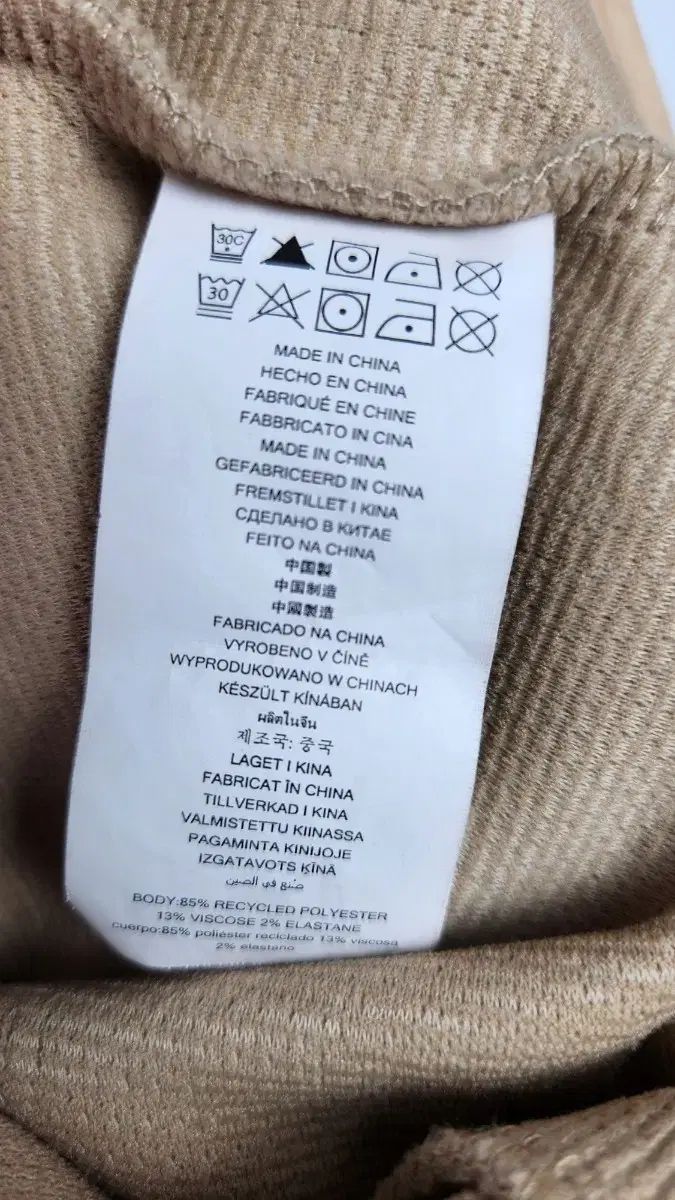 30C
30
MADE IN CHINA
HECHO EN CHINA
FABRIQUÉ EN CHINE
FABBRICATO IN CINA
MADE IN CHINA
GEFABRICEERD IN CHINA
FREMSTILLET I KINA
СДЕЛАНО В КИТАЕ
FEITO NA CHINA
中国製
中国制造
中國製造
FABRICADO NA CHINA
VYROBENO V ČÍNĚ
WYPRODUKOWANO W CHINACH
KÉSZÜLT KÍNÁBAN
ผลิตในจีน
제조국: 중국
LAGET I KINA
FABRICAT ÎN CHINA
TILLVERKAD I KINA
VALMISTETTU KIINASSA
PAGAMINTA KINIJOJE
IZGATAVOTS ĶĪNĀ
صنع في الصين
BODY:85% RECYCLED POLYESTER
13% VISCOSE 2% ELASTANE
cuerpo:85% poliéster reciclado 13% viscosa
2% elastano